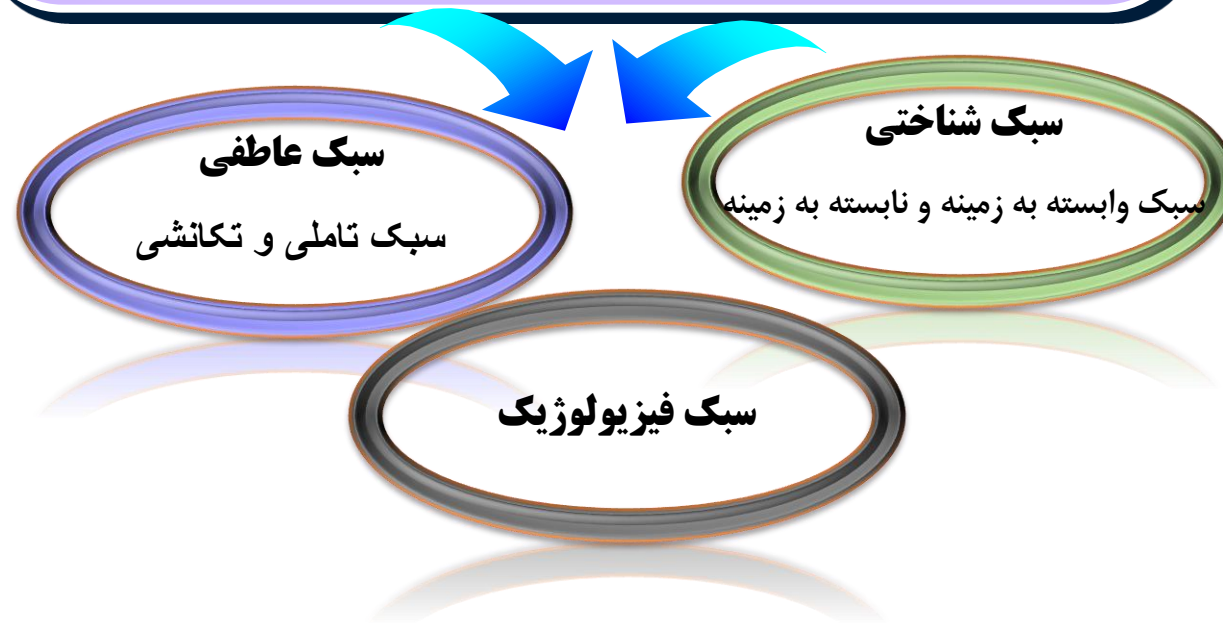 سبک شناختی
سبک وابسته به زمینه و نابسته به زمینه
سبک عاطفی
سبک تاملی و تکانشی
سبک فیزیولوژیک